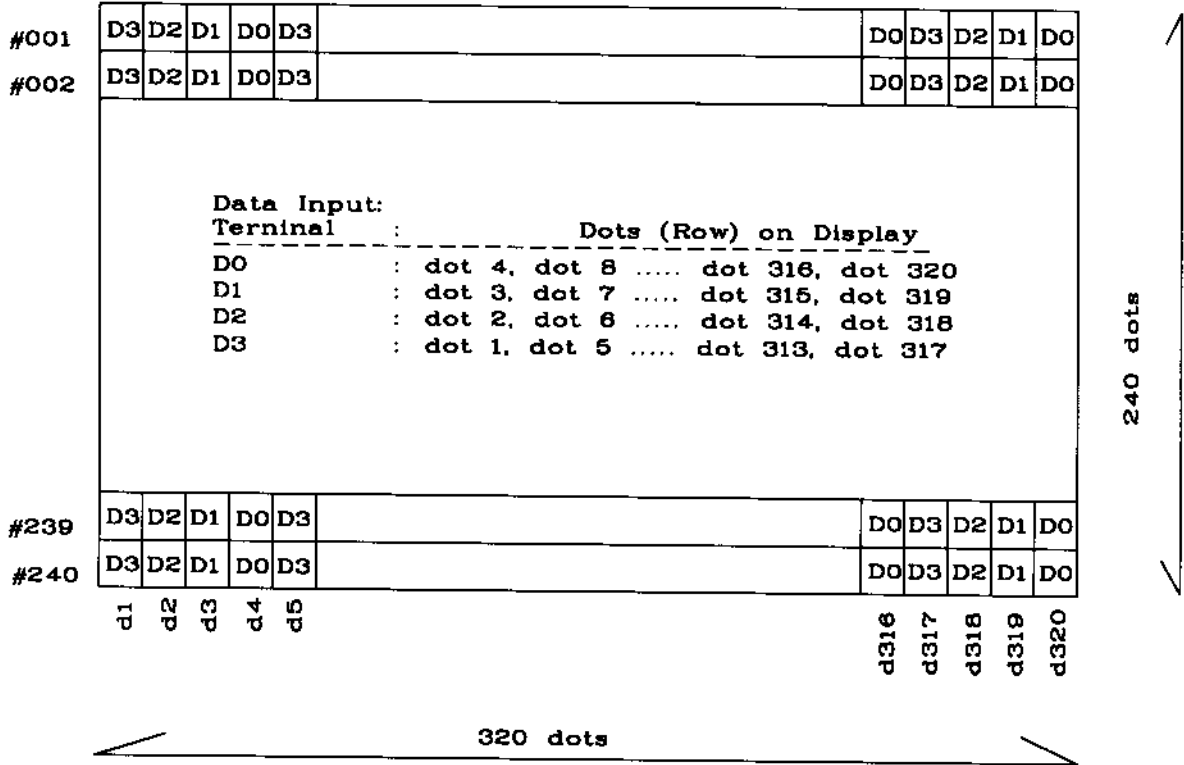 #001 D3 D2 D1 D0 D3 D0 D3 D2 D1 D0
#002 D3 D2 D1 D0 D3 D0 D3 D2 D1 D0
Data Input:
Terninal : Dots (Row) on Display
D0 : dot 4, dot 8 ..... dot 316, dot 320
D1 : dot 3, dot 7 ..... dot 315, dot 319
D2 : dot 2, dot 6 ..... dot 314, dot 318
D3 : dot 1, dot 5 ..... dot 313, dot 317
240 dots
#239 D3 D2 D1 D0 D3 D0 D3 D2 D1 D0
#240 D3 D2 D1 D0 D3 D0 D3 D2 D1 D0
d1 d2 d3 d4 d5 d316 d317 d318 d319 d320
320 dots